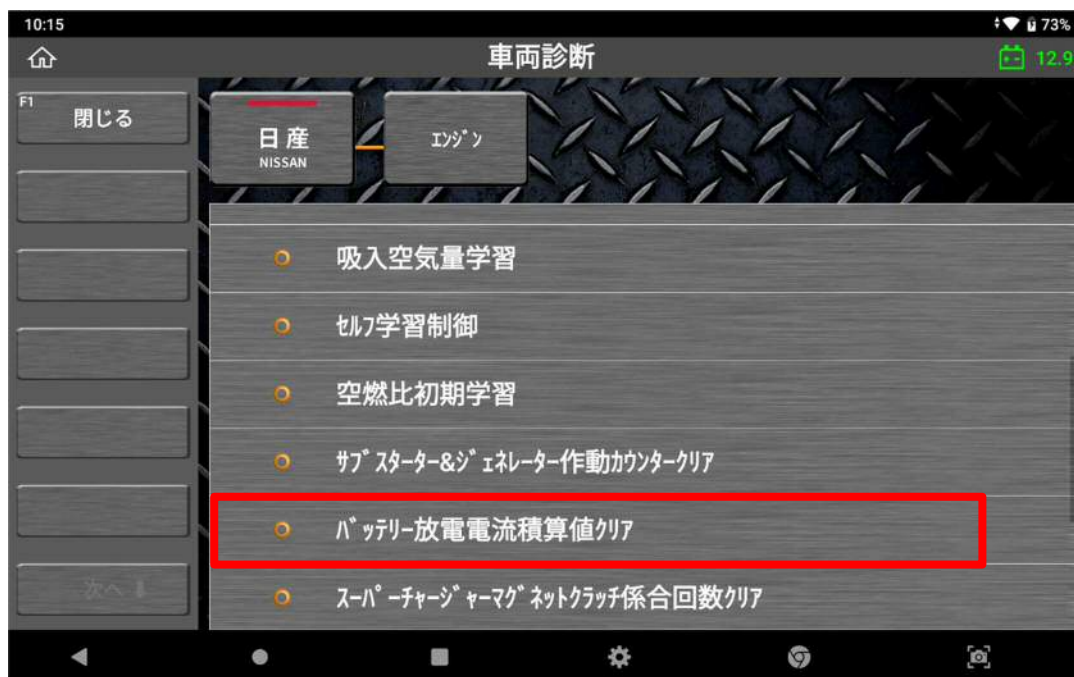 10:15
73%
車両診断
12.9
F1
閉じる
日産
NISSAN
ｴﾝｼﾞﾝ
吸入空気量学習
ｾﾙﾌ学習制御
空燃比初期学習
ｻﾌﾞｽﾀｰﾀｰ&ｼﾞｪﾈﾚｰﾀｰ作動ｶｳﾝﾀｰｸﾘｱ
ﾊﾞｯﾃﾘｰ放電電流積算値ｸﾘｱ
ｽｰﾊﾟｰﾁｬｰｼﾞｬｰﾏｸﾞﾈｯﾄｸﾗｯﾁ係合回数ｸﾘｱ
次へ⬇